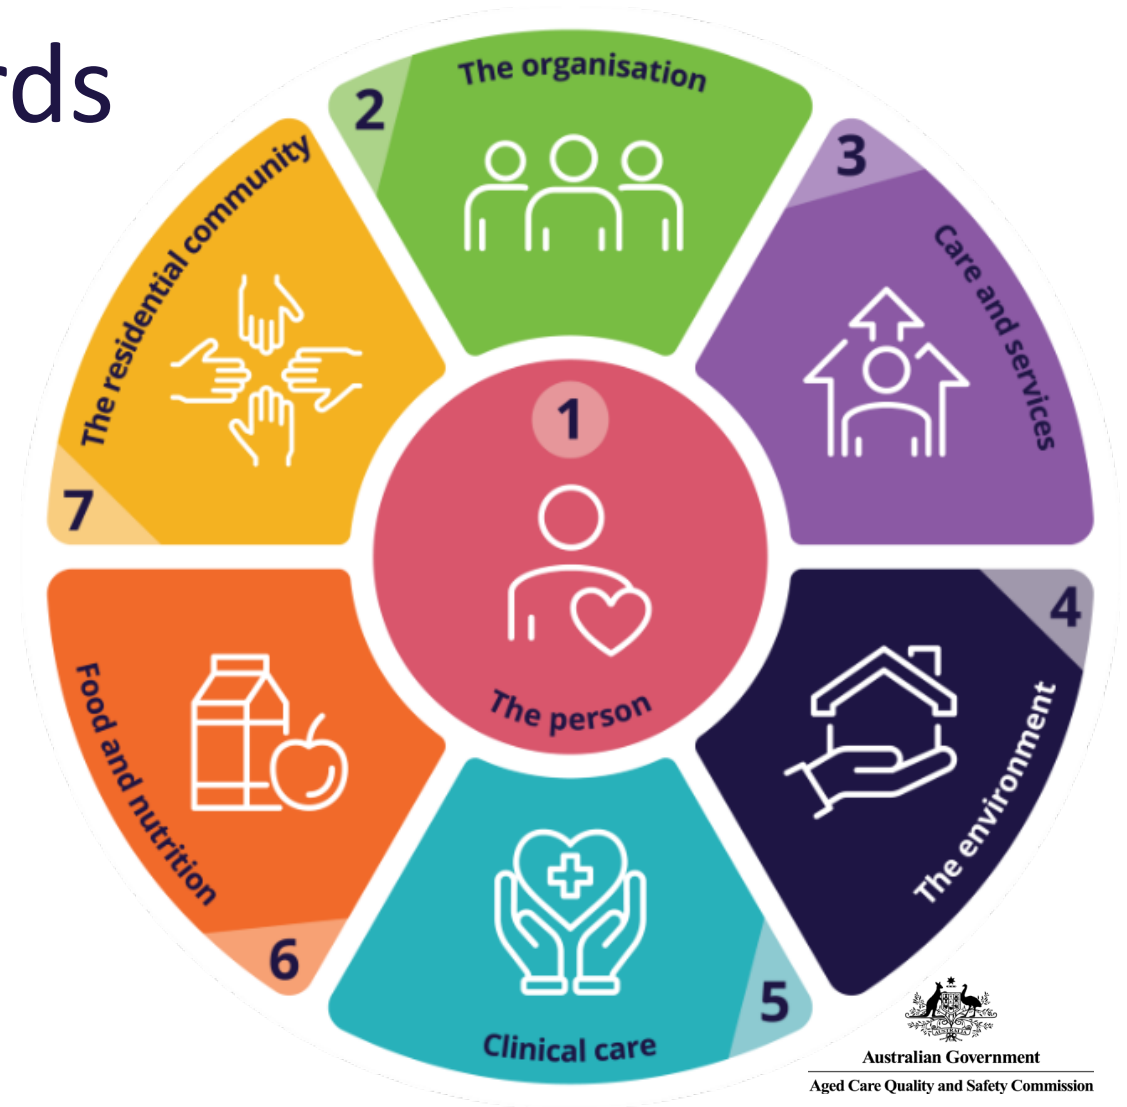 rds
2
The organisation
3
Care and services
4
The environment
5
Clinical care
6
Food and nutrition
7
The residential community
1
The person
Australian Government
Aged Care Quality and Safety Commission